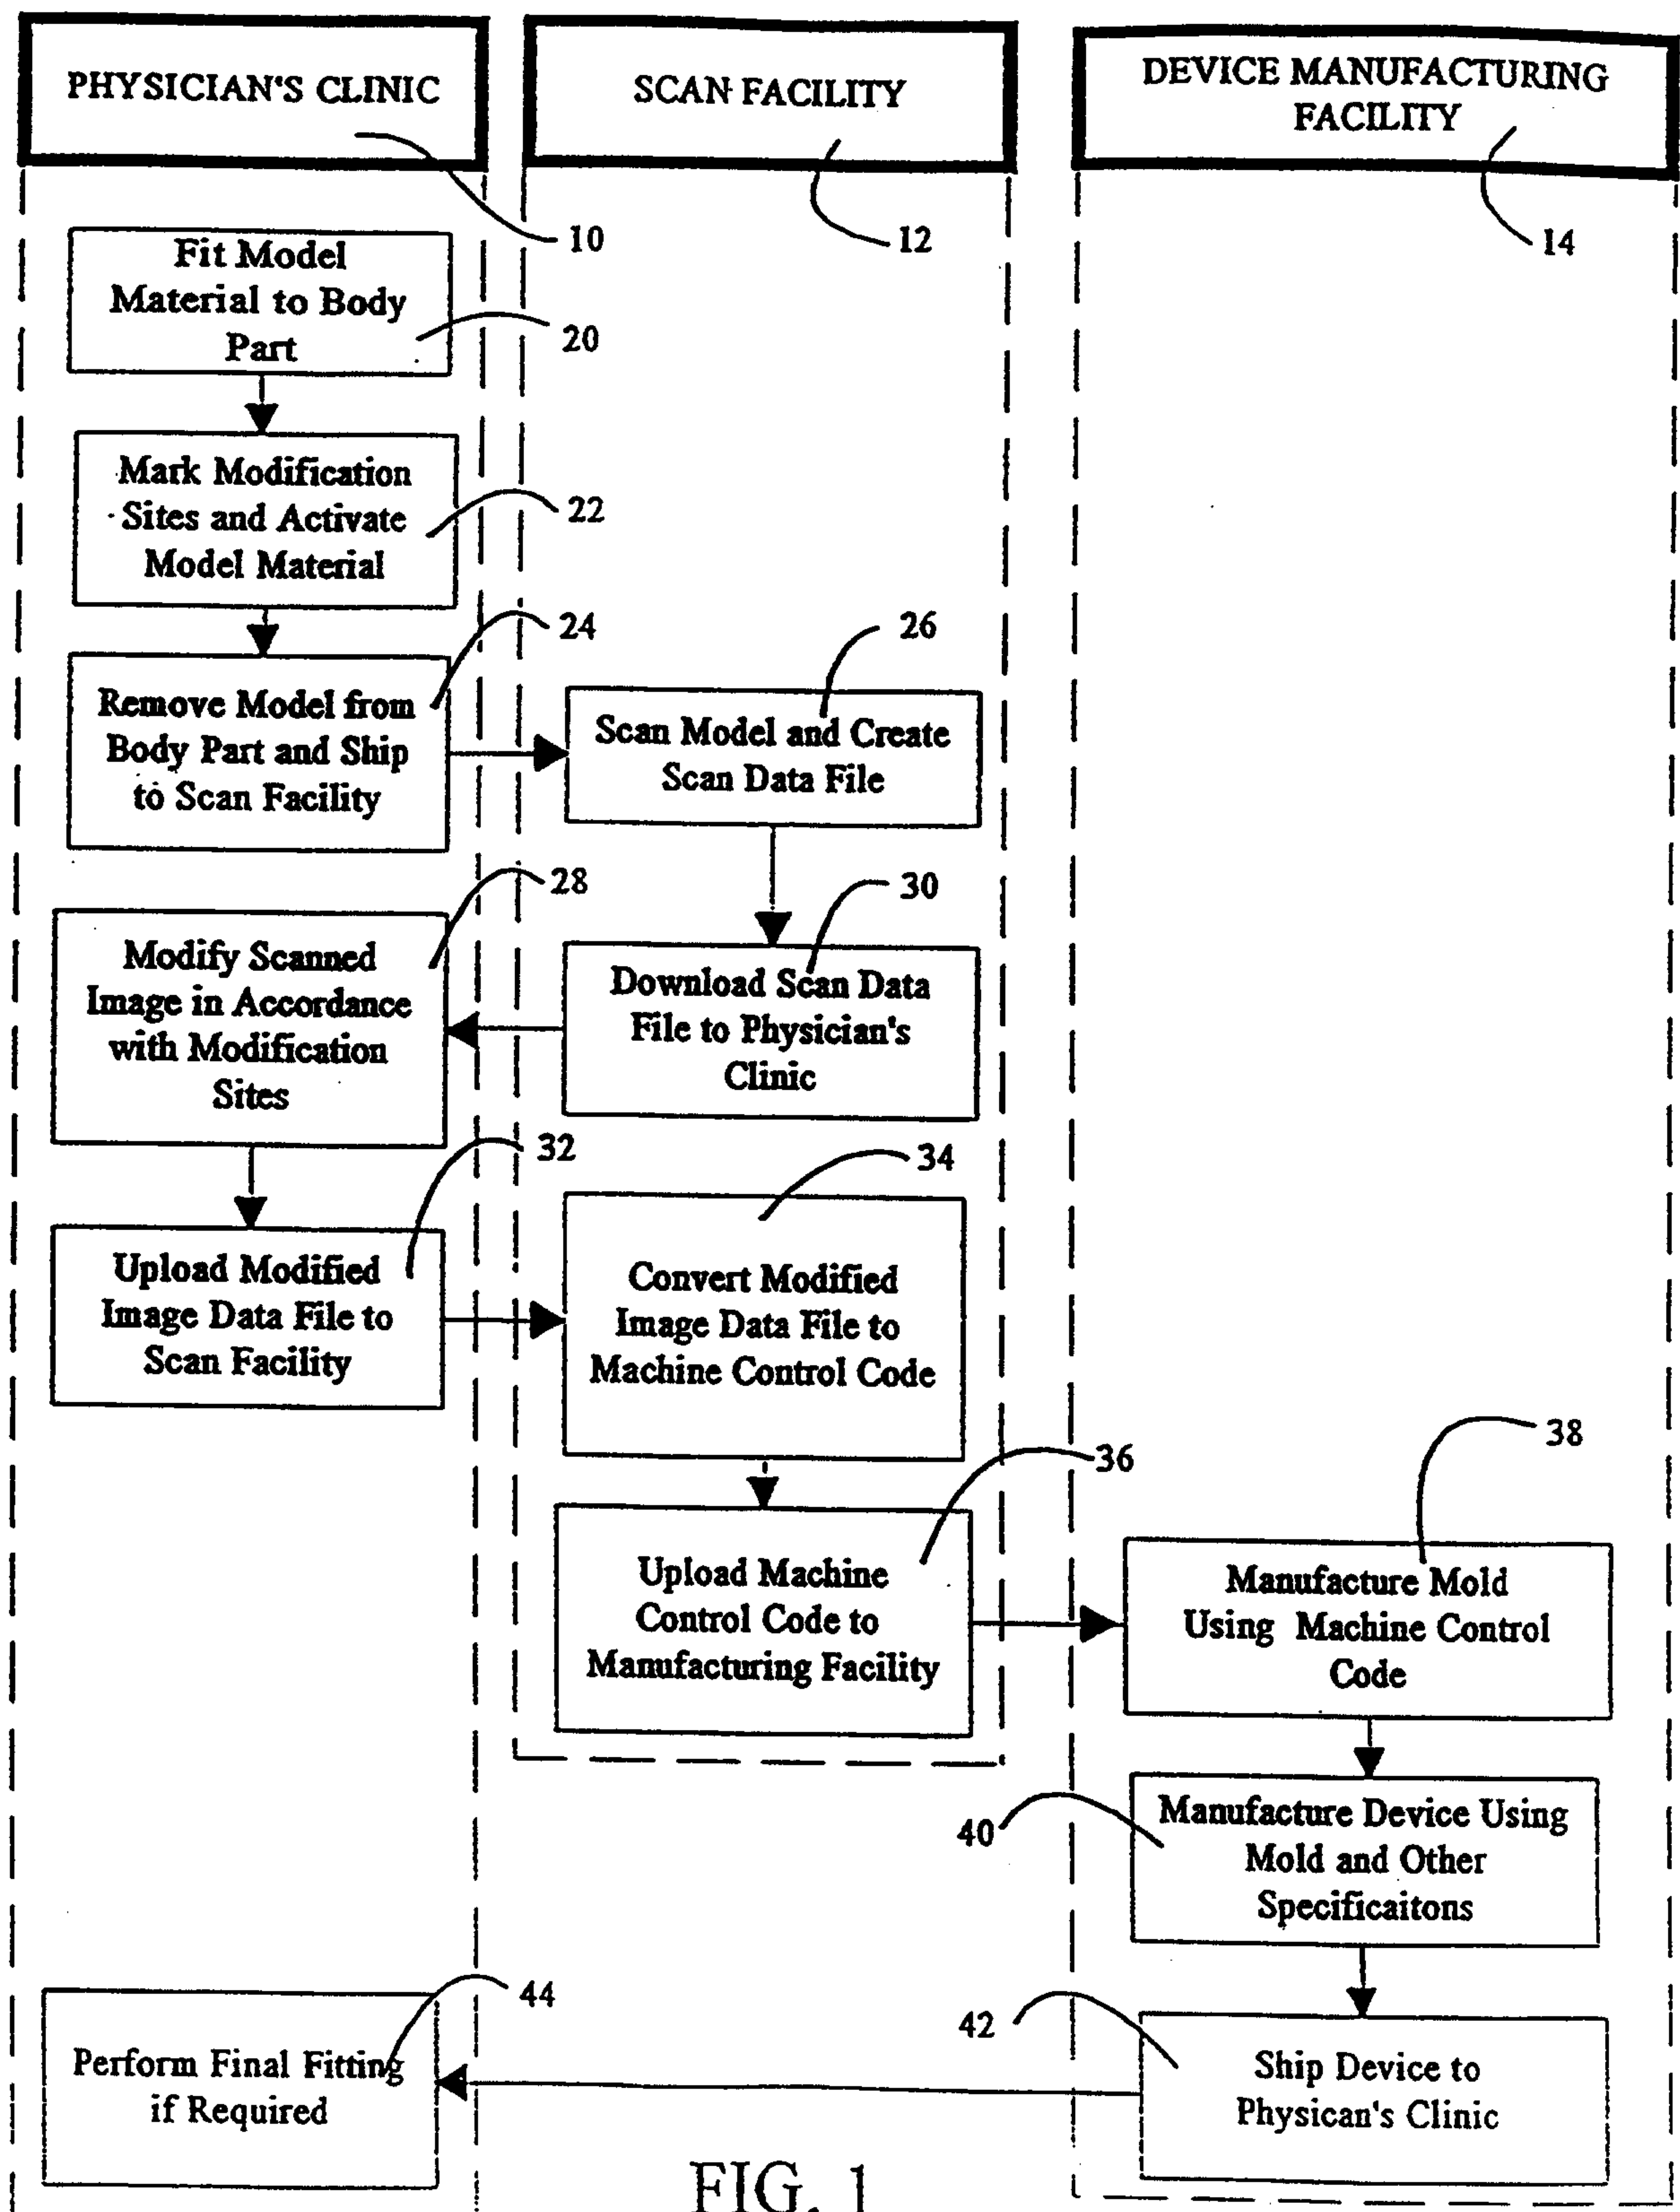 PHYSICIAN'S CLINIC
SCAN FACILITY
DEVICE MANUFACTURING
FACILITY
10
12
14
Fit Model
Material to Body
Part
20
Mark Modification
Sites and Activate
Model Material
22
Remove Model from
Body Part and Ship
to Scan Facility
24
Scan Model and Create
Scan Data File
26
Download Scan Data
File to Physician's
Clinic
30
Modify Scanned
Image in Accordance
with Modification
Sites
28
Upload Modified
Image Data File to
Scan Facility
32
Convert Modified
Image Data File to
Machine Control Code
34
Upload Machine
Control Code to
Manufacturing Facility
36
Manufacture Mold
Using Machine Control
Code
38
Manufacture Device Using
Mold and Other
Specificaitons
40
Ship Device to
Physican's Clinic
42
Perform Final Fitting
if Required
44
FIG. 1